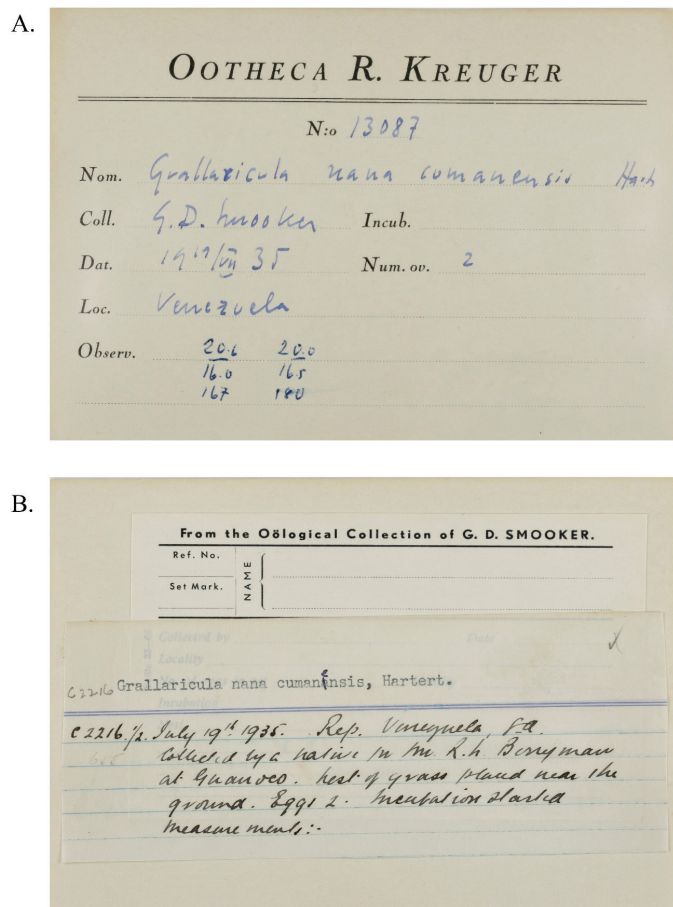 A.
OOTHECA R. KREUGER
N:o 13087
Nom. Grallaricula nana cumanensis Hart
Coll. G.D. Smooker Incub.
Dat. 19 19/VII 35 Num. ov. 2
Loc. Venezuela
Observ. 20.1 20.0
16.0 16.5
167 180
B.
From the Oölogical Collection of G. D. SMOOKER.
Ref. No.
NAME
Set Mark.
Collected by Date
Locality
Incubation
C2216 Grallaricula nana cumanensis, Hartert.
C2216 1/2. July 19th 1935. Rep. Venezuela, S.A.
Collected by a native for Mr. R.H. Berryman
at Guanoco. Nest of grass placed near the
ground. Eggs 2. Incubation started
Measurements:-